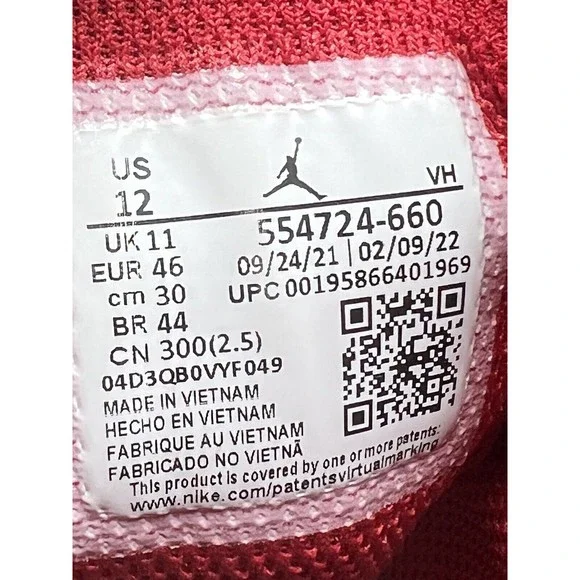 US
12
UK 11
EUR 46
cm 30
BR 44
CN 300(2.5)
04D3QB0VYF049
VH
554724-660
09/24/21 | 02/09/22
UPC 00195866401969
MADE IN VIETNAM
HECHO EN VIETNAM
FABRIQUE AU VIETNAM
FABRICADO NO VIETNÃ
This product is covered by one or more patents:
www.nike.com/patentsvirtualmarking